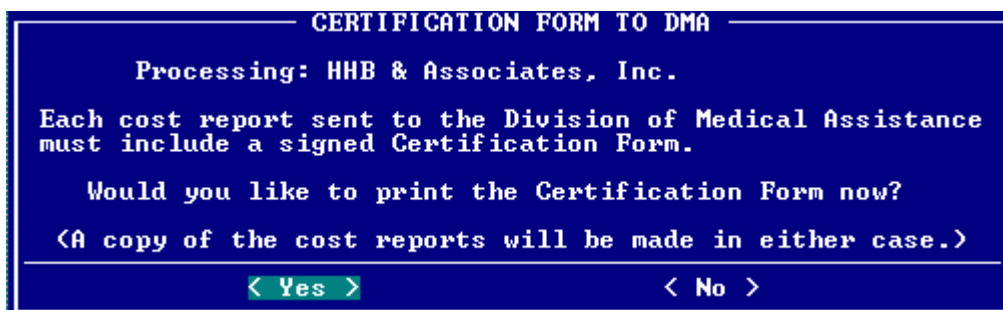 CERTIFICATION FORM TO DMA
Processing: HHB & Associates, Inc.
Each cost report sent to the Division of Medical Assistance
must include a signed Certification Form.
Would you like to print the Certification Form now?
(A copy of the cost reports will be made in either case.)
< Yes > < No >